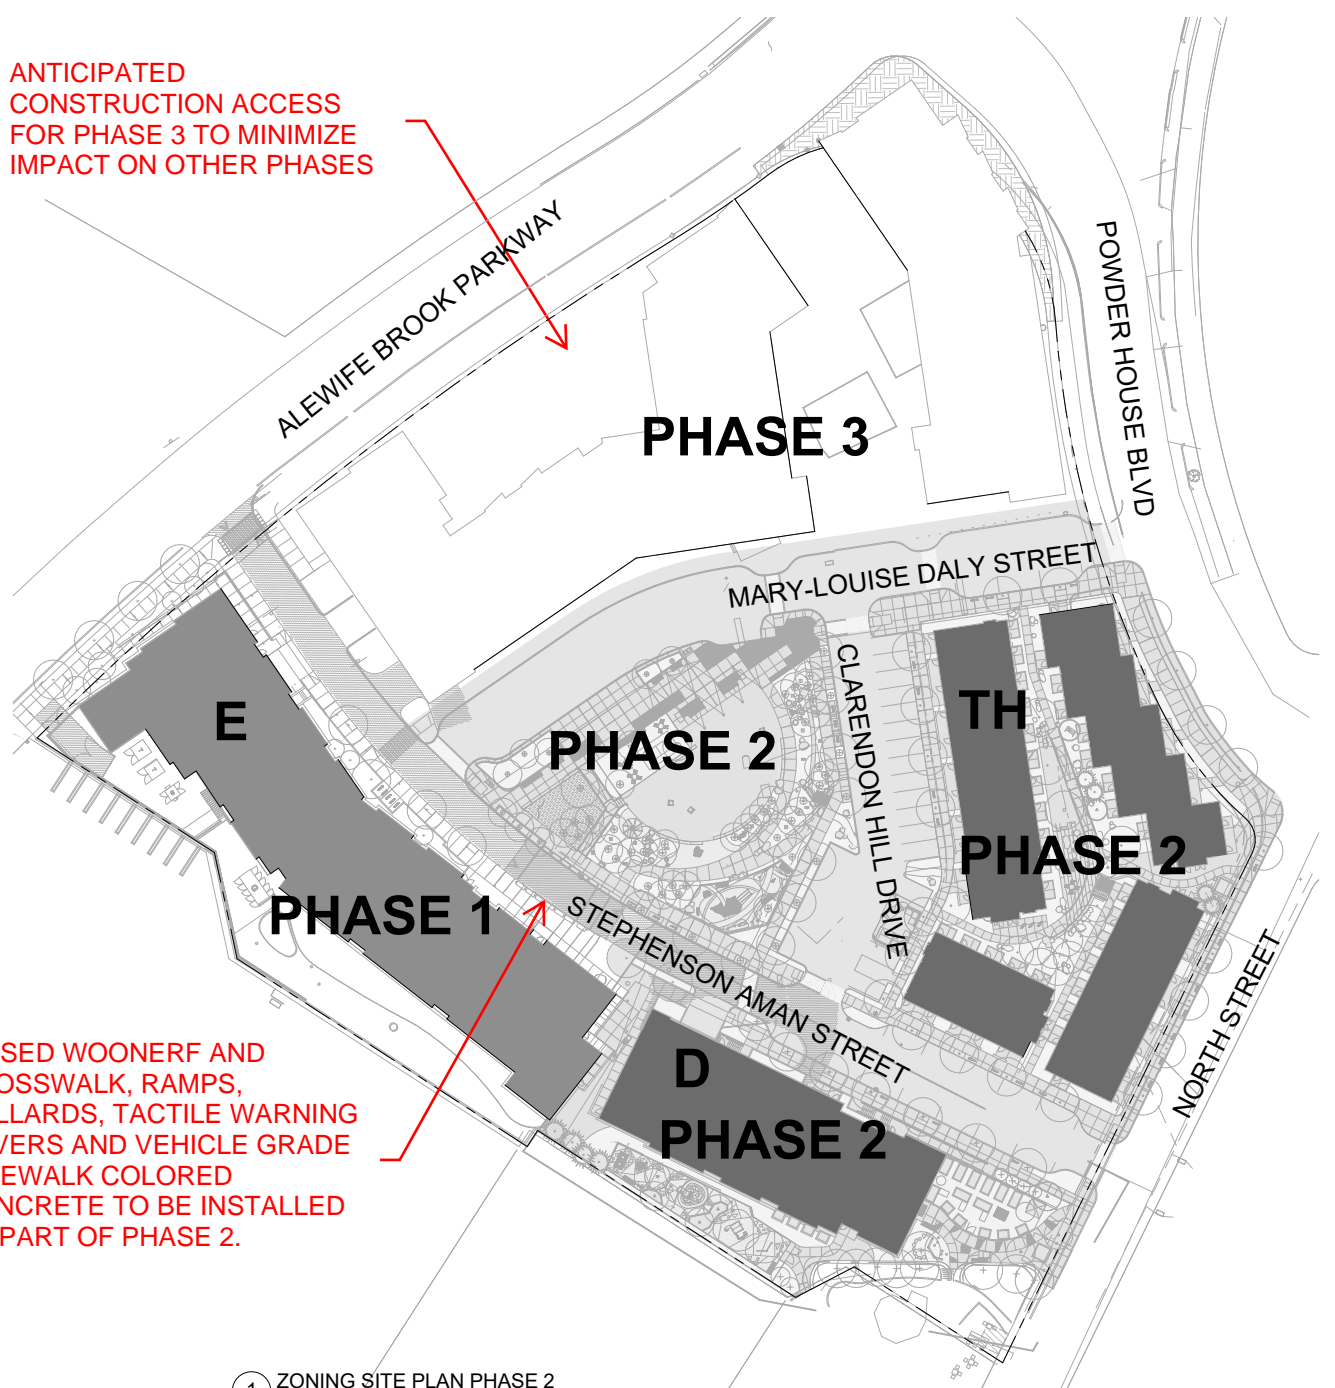 ANTICIPATED
CONSTRUCTION ACCESS
FOR PHASE 3 TO MINIMIZE
IMPACT ON OTHER PHASES
ALEWIFE BROOK PARKWAY
POWDER HOUSE BLVD
PHASE 3
MARY-LOUISE DALY STREET
CLARENDON HILL DRIVE
E
TH
PHASE 2
PHASE 2
PHASE 1
STEPHENSON AMAN STREET
NORTH STREET
D
PHASE 2
SED WOONERF AND
OSSWALK, RAMPS,
LLARDS, TACTILE WARNING
VERS AND VEHICLE GRADE
EWALK COLORED
NCRETE TO BE INSTALLED
PART OF PHASE 2.
1 ZONING SITE PLAN PHASE 2